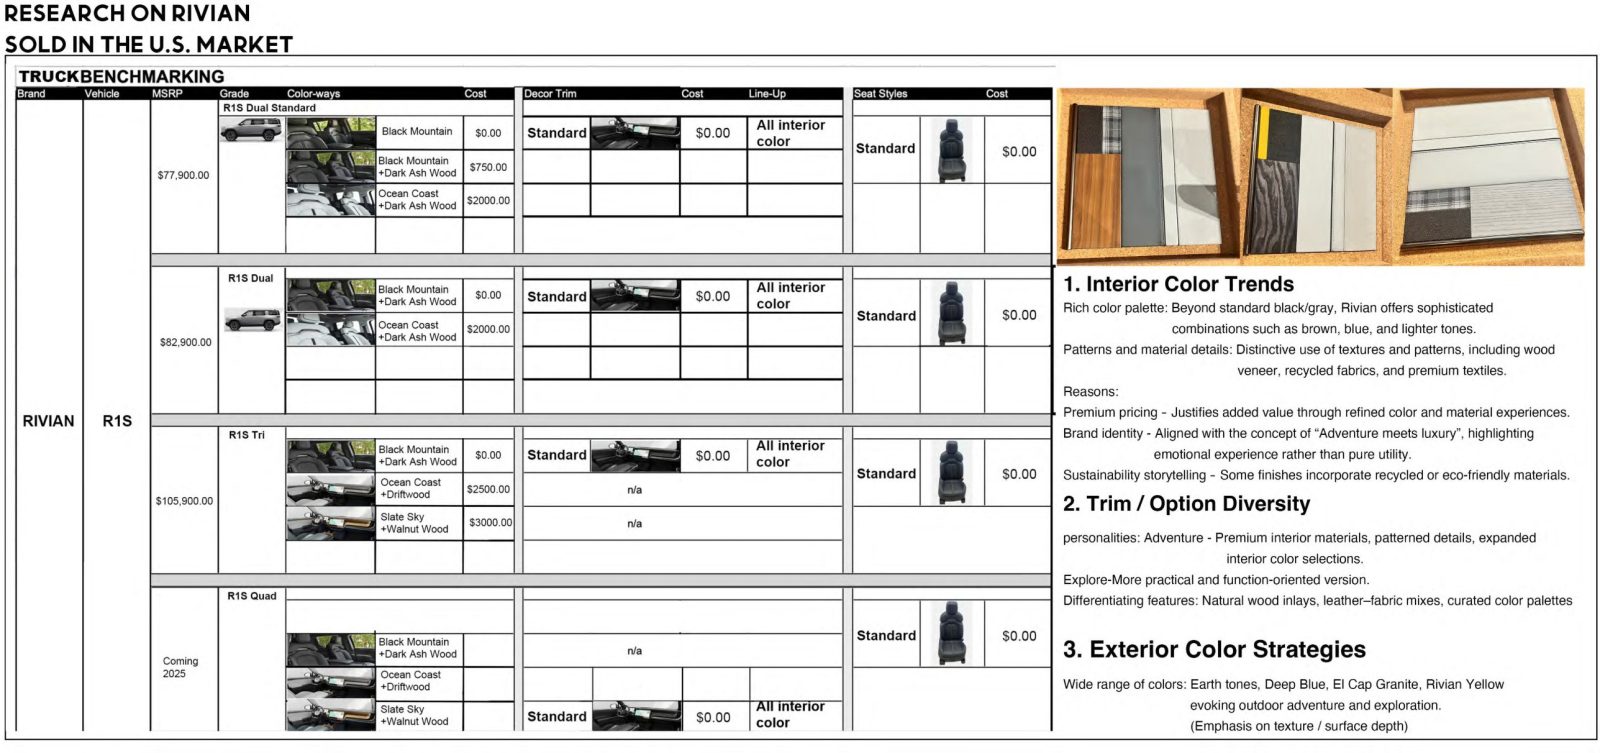 RESEARCH ON RIVIAN
SOLD IN THE U.S. MARKET
TRUCKBENCHMARKING
Brand Vehicle MSRP Grade Color-ways Cost Decor Trim Cost Line-Up Seat Styles Cost
RIVIAN
R1S
R1S Dual Standard
$77,900.00
Black Mountain $0.00
Black Mountain
+Dark Ash Wood $750.00
Ocean Coast
+Dark Ash Wood $2000.00
Standard $0.00 All interior
color
Standard $0.00
R1S Dual
$82,900.00
Black Mountain
+Dark Ash Wood $0.00
Ocean Coast
+Dark Ash Wood $2000.00
Standard $0.00 All interior
color
Standard $0.00
R1S Tri
$105,900.00
Black Mountain
+Dark Ash Wood $0.00
Ocean Coast
+Driftwood $2500.00
Slate Sky
+Walnut Wood $3000.00
Standard $0.00 All interior
color
n/a
n/a
Standard $0.00
R1S Quad
Coming
2025
Black Mountain
+Dark Ash Wood
Ocean Coast
+Driftwood
Slate Sky
+Walnut Wood
n/a
Standard $0.00 All interior
color
Standard $0.00
1. Interior Color Trends
Rich color palette: Beyond standard black/gray, Rivian offers sophisticated
combinations such as brown, blue, and lighter tones.
Patterns and material details: Distinctive use of textures and patterns, including wood
veneer, recycled fabrics, and premium textiles.
Reasons:
Premium pricing - Justifies added value through refined color and material experiences.
Brand identity - Aligned with the concept of “Adventure meets luxury”, highlighting
emotional experience rather than pure utility.
Sustainability storytelling - Some finishes incorporate recycled or eco-friendly materials.
2. Trim / Option Diversity
personalities: Adventure - Premium interior materials, patterned details, expanded
interior color selections.
Explore-More practical and function-oriented version.
Differentiating features: Natural wood inlays, leather–fabric mixes, curated color palettes
3. Exterior Color Strategies
Wide range of colors: Earth tones, Deep Blue, El Cap Granite, Rivian Yellow
evoking outdoor adventure and exploration.
(Emphasis on texture / surface depth)